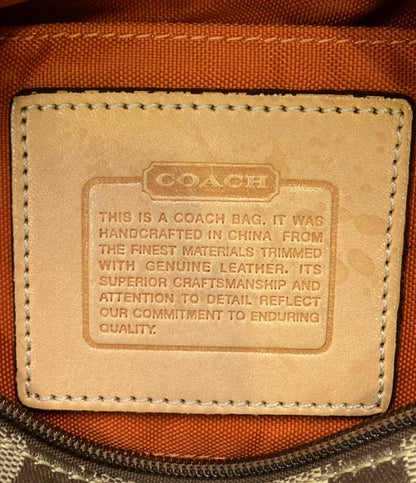 COACH
THIS IS A COACH BAG. IT WAS
HANDCRAFTED IN CHINA FROM
THE FINEST MATERIALS TRIMMED
WITH GENUINE LEATHER. ITS
SUPERIOR CRAFTSMANSHIP AND
ATTENTION TO DETAIL REFLECT
OUR COMMITMENT TO ENDURING
QUALITY.